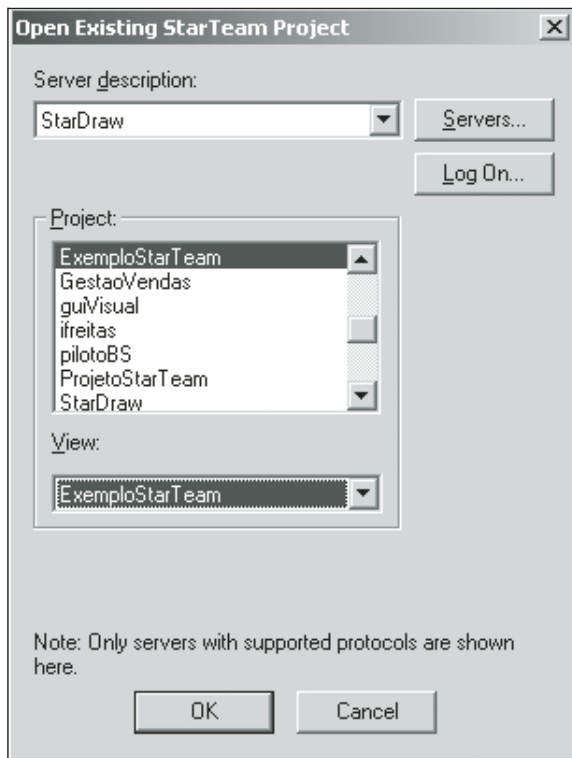 Open Existing StarTeam Project
Server description:
StarDraw
Servers...
Log On...
Project:
ExemploStarTeam
GestaoVendas
guiVisual
ifreitas
pilotoBS
ProjetoStarTeam
StarDraw
View:
ExemploStarTeam
Note: Only servers with supported protocols are shown
here.
OK
Cancel